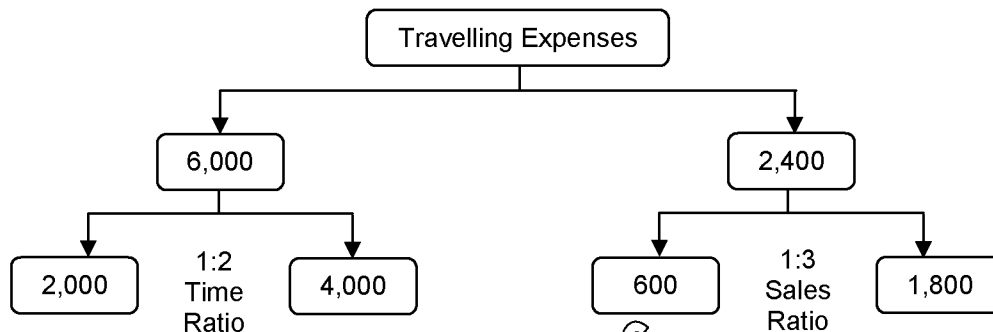 Travelling Expenses
6,000
2,400
2,000
1:2
Time
Ratio
4,000
600
1:3
Sales
Ratio
1,800